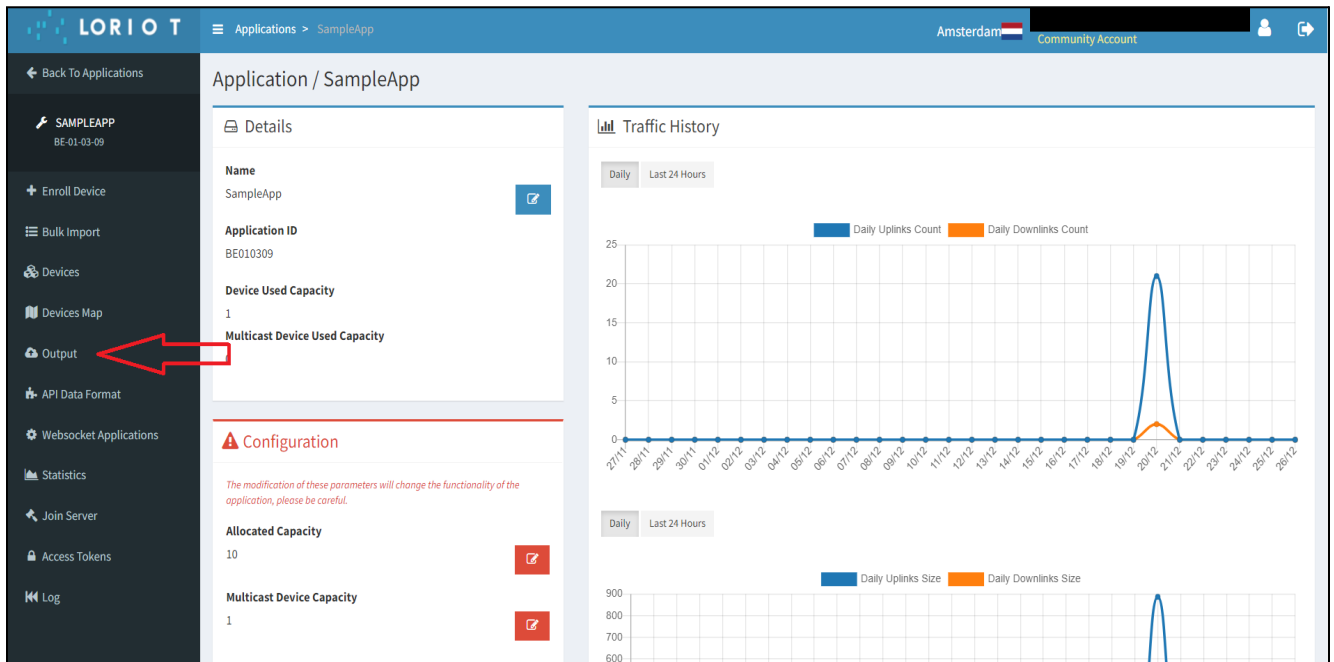 LORIOT
Applications > SampleApp
Amsterdam
Community Account
Back To Applications
SAMPLEAPP
BE-01-03-09
Enroll Device
Bulk Import
Devices
Devices Map
Output
API Data Format
Websocket Applications
Statistics
Join Server
Access Tokens
Log
Application / SampleApp
Details
Name
SampleApp
Application ID
BE010309
Device Used Capacity
1
Multicast Device Used Capacity
Configuration
The modification of these parameters will change the functionality of the
application, please be careful.
Allocated Capacity
10
Multicast Device Capacity
1
Traffic History
Daily Last 24 Hours
Daily Uplinks Count Daily Downlinks Count
25
20
15
10
5
0
27/11 28/11 29/11 30/11 01/12 02/12 03/12 04/12 05/12 06/12 07/12 08/12 09/12 10/12 11/12 12/12 13/12 14/12 15/12 16/12 17/12 18/12 19/12 20/12 21/12 22/12 23/12 24/12 25/12 26/12
Daily Last 24 Hours
Daily Uplinks Size Daily Downlinks Size
900
800
700
600